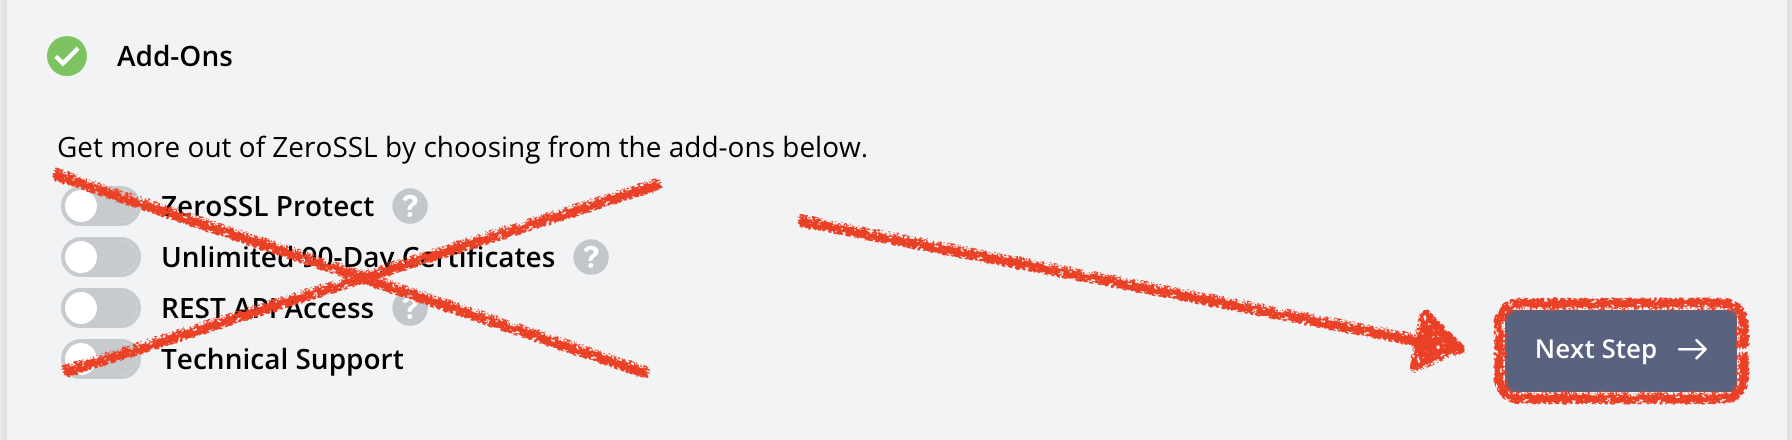 Add-Ons
Get more out of ZeroSSL by choosing from the add-ons below.
ZeroSSL Protect ?
Unlimited 90-Day Certificates ?
REST API Access ?
Technical Support
Next Step →